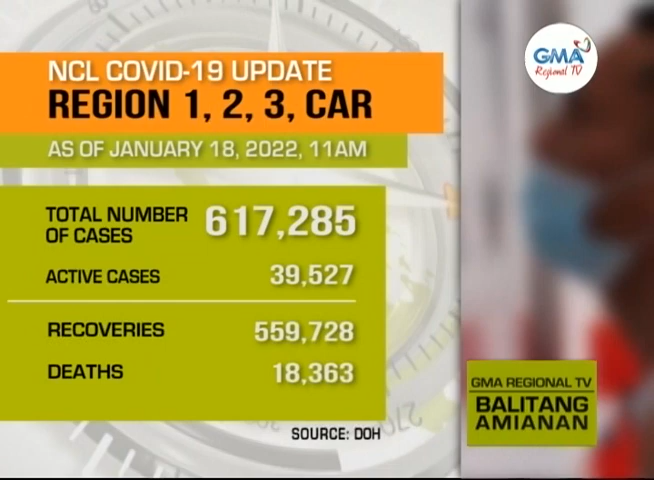 GMA
Regional TV
NCL COVID-19 UPDATE
REGION 1, 2, 3, CAR
AS OF JANUARY 18, 2022, 11AM
TOTAL NUMBER
OF CASES
617,285
ACTIVE CASES 39,527
RECOVERIES 559,728
DEATHS 18,363
SOURCE: DOH
GMA REGIONAL TV
BALITANG
AMIANAN
270